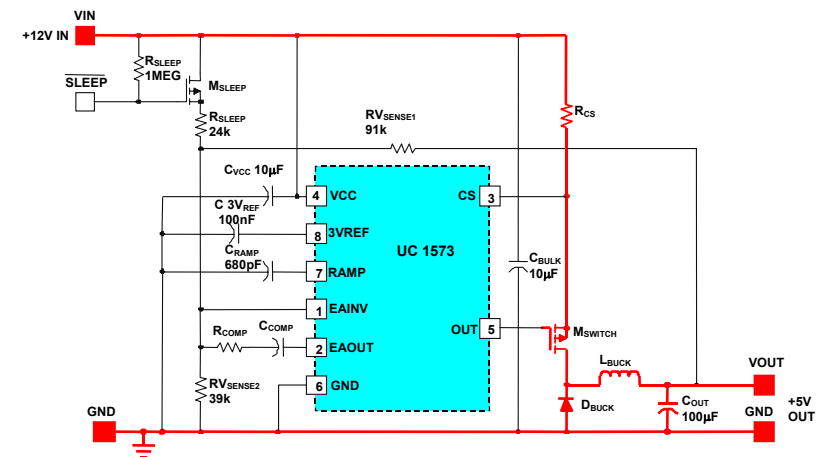 VIN
+12V IN
RSLEEP
1MEG
SLEEP
MSLEEP
RSLEEP
24k
RVSENSE1
91k
RCS
CVCC 10μF
4 VCC
CS 3
C 3VREF
100nF
8 3VREF
UC 1573
CRAMP
680pF
7 RAMP
CBULK
10μF
1 EAINV
OUT 5
MSWITCH
RCOMP
CCOMP
2 EAOUT
LBUCK
VOUT
RVSENSE2
39k
6 GND
DBUCK
COUT
100μF
+5V
OUT
GND
GND